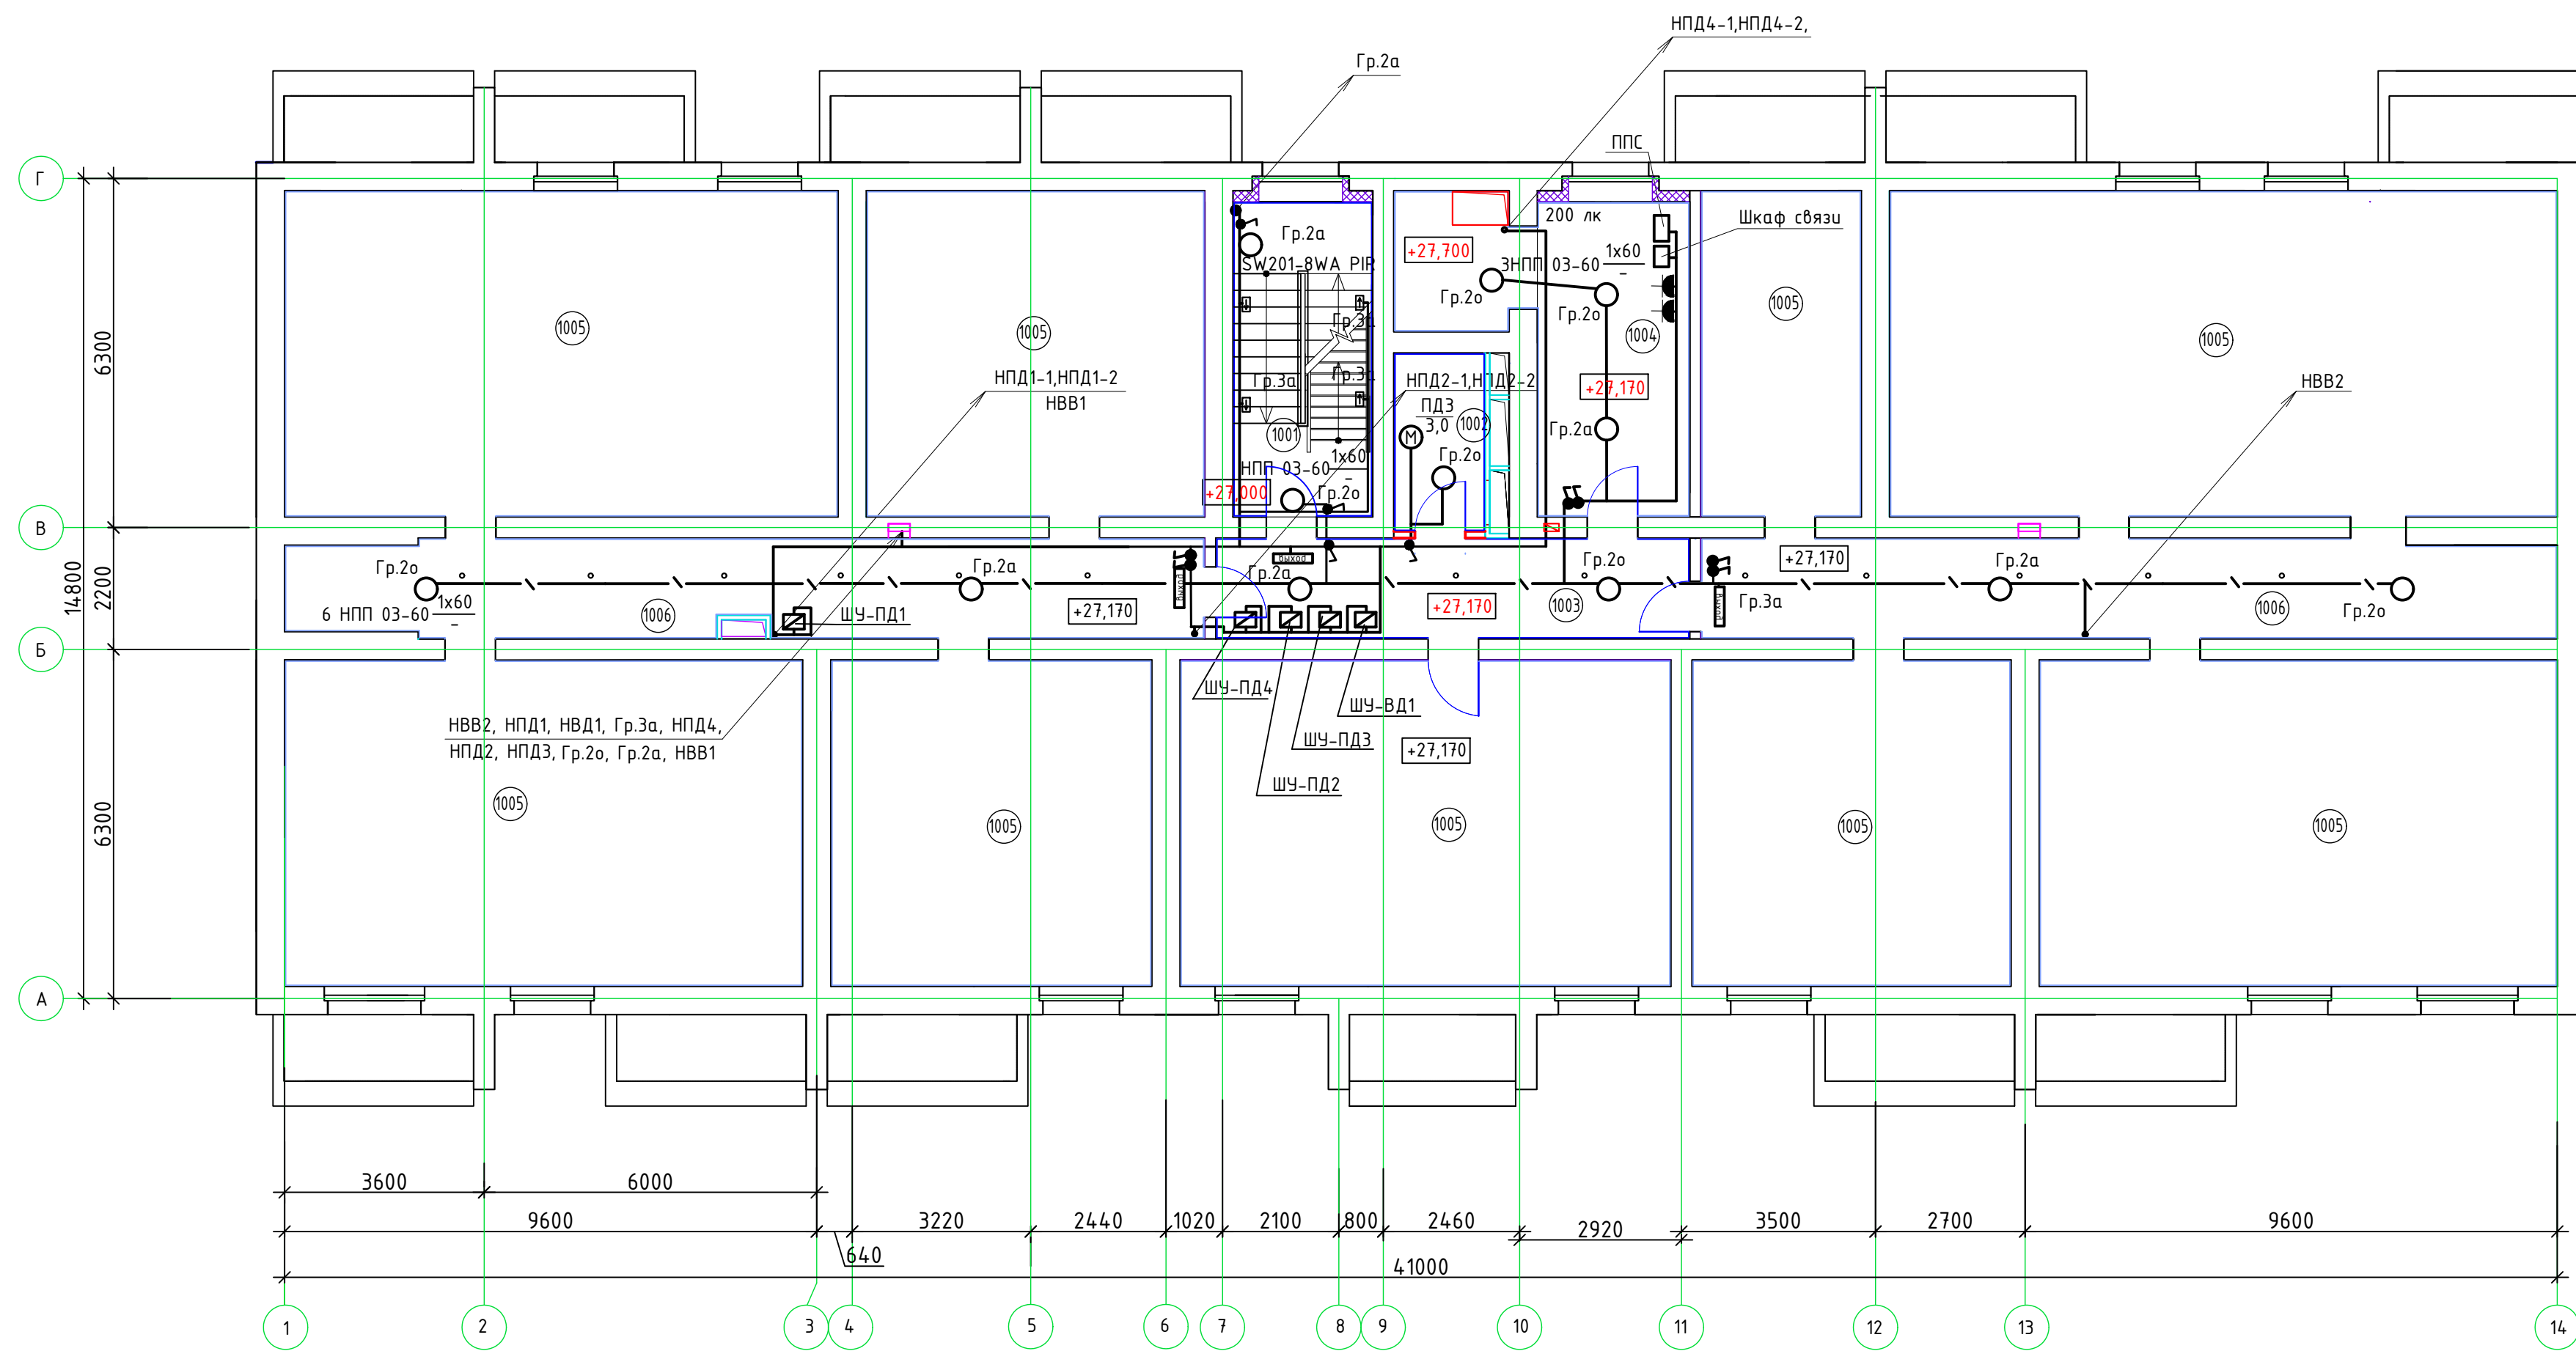 НПД4-1,НПД4-2,
Гр.2а
ППС
Г
200 лк
Шкаф связи
Гр.2а
+27,700
1х60
SW201-8WA PIR
3НПП 03-60
–
Гр.2о
Гр.2о
1005
1005
1005
1004
1005
Гр.3а
6300
НПД1-1,НПД1-2
НВВ1
Гр.3а
Гр.3а
НПД2-1,НПД2-2
+27,170
НВВ2
ПД3
3,0
1002
1001
Гр.2а
М
1х60
НПП 03-60
–
Гр.2о
+27,000
Гр.2о
В
Выход
Гр.2о
Гр.2а
Гр.2а
Гр.2о
+27,170
Гр.2а
14800
2200
Выход
Выход
6 НПП 03-60
1х60
–
1006
ШУ-ПД1
+27,170
+27,170
1003
Гр.3а
1006
Гр.2о
Б
ШУ-ПД4
ШУ-ВД1
НВВ2, НПД1, НВД1, Гр.3а, НПД4,
НПД2, НПД3, Гр.2о, Гр.2а, НВВ1
ШУ-ПД3
+27,170
ШУ-ПД2
6300
1005
1005
1005
1005
1005
А
3600
6000
9600
3220
2440
1020
2100
800
2460
2920
3500
2700
9600
640
41000
1
2
3
4
5
6
7
8
9
10
11
12
13
14